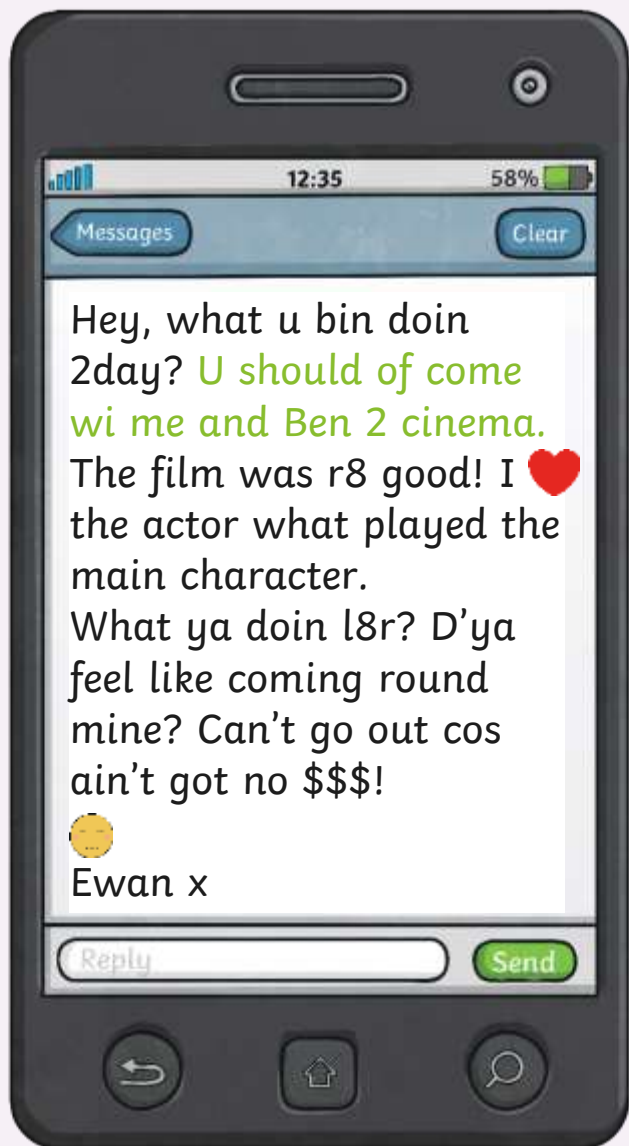 12:35
58%
Messages
Clear
Hey, what u bin doin
2day? U should of come
wi me and Ben 2 cinema.
The film was r8 good! I ❤
the actor what played the
main character.
What ya doin l8r? D'ya
feel like coming round
mine? Can't go out cos
ain't got no $$$!
Ewan x
Reply
Send